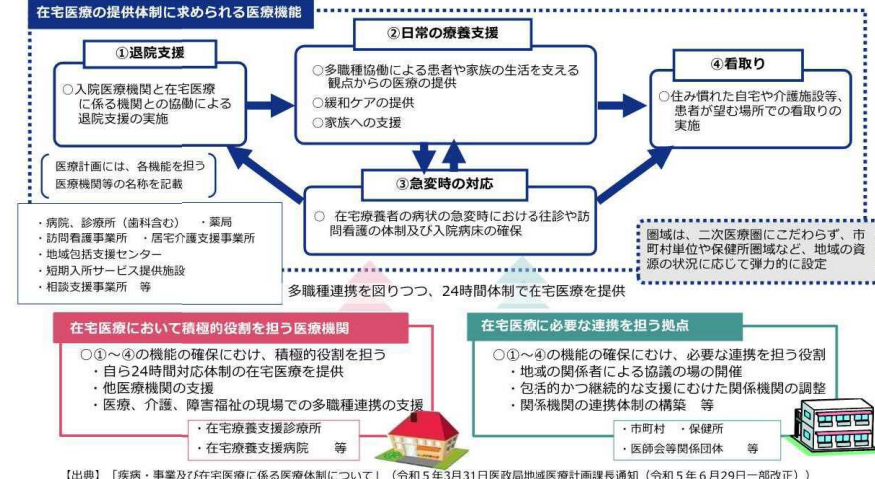 在宅医療の提供体制に求められる医療機能
①退院支援
○入院医療機関と在宅医療
に係る機関との協働による
退院支援の実施
②日常の療養支援
○多職種協働による患者や家族の生活を支える
観点からの医療の提供
○緩和ケアの提供
○家族への支援
④看取り
○住み慣れた自宅や介護施設等、
患者が望む場所での看取りの
実施
医療計画には、各機能を担う
医療機関等の名称を記載
③急変時の対応
○ 在宅療養者の病状の急変時における往診や訪
問看護の体制及び入院病床の確保
・病院、診療所（歯科含む） ・薬局
・訪問看護事業所 ・居宅介護支援事業所
・地域包括支援センター
・短期入所サービス提供施設
・相談支援事業所 等
圏域は、二次医療圏にこだわらず、市
町村単位や保健所圏域など、地域の資
源の状況に応じて弾力的に設定
多職種連携を図りつつ、24時間体制で在宅医療を提供
在宅医療において積極的役割を担う医療機関
○①～④の機能の確保にむけ、積極的役割を担う
・自ら24時間対応体制の在宅医療を提供
・他医療機関の支援
・医療、介護、障害福祉の現場での多職種連携の支援
・在宅療養支援診療所
・在宅療養支援病院 等
在宅医療に必要な連携を担う拠点
○①～④の機能の確保にむけ、必要な連携を担う役割
・地域の関係者による協議の場の開催
・包括的かつ継続的な支援にむけた関係機関の調整
・関係機関の連携体制の構築 等
・市町村 ・保健所
・医師会等関係団体 等
【出典】「疾病・事業及び在宅医療に係る医療体制について」（令和５年3月31日医政局地域医療計画課長通知（令和５年６月29日一部改正））